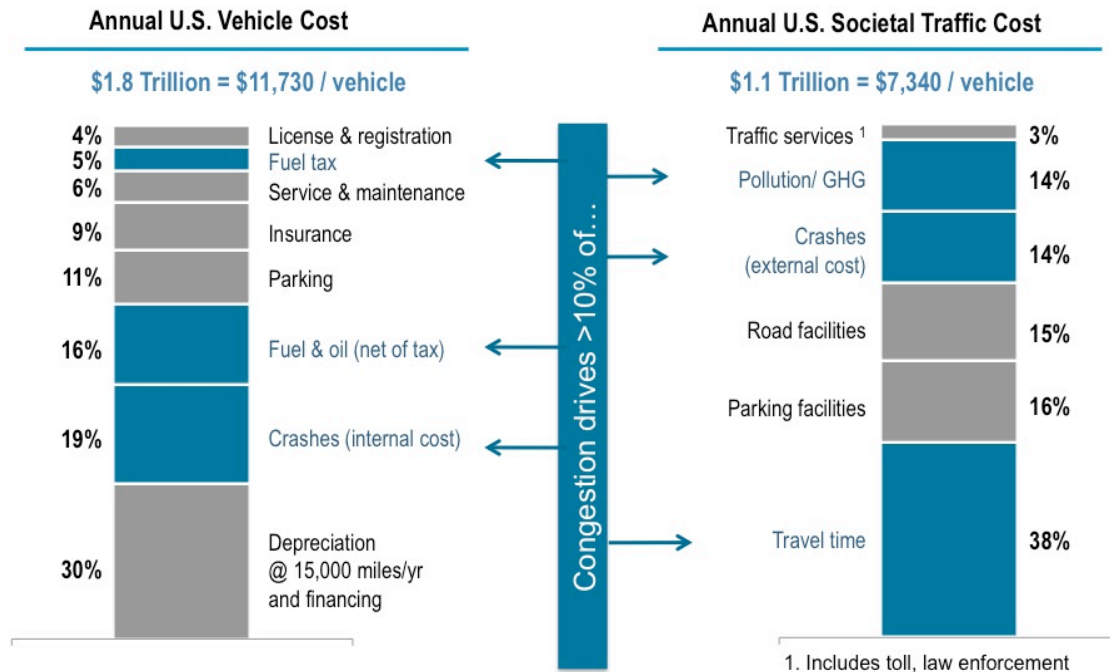 Annual U.S. Vehicle Cost
$1.8 Trillion = $11,730 / vehicle
4%
License & registration
5%
Fuel tax
6%
Service & maintenance
9%
Insurance
11%
Parking
16%
Fuel & oil (net of tax)
19%
Crashes (internal cost)
30%
Depreciation
@ 15,000 miles/yr
and financing
Congestion drives >10% of…
Annual U.S. Societal Traffic Cost
$1.1 Trillion = $7,340 / vehicle
Traffic services 1
3%
Pollution/ GHG
14%
Crashes
(external cost)
14%
Road facilities
15%
Parking facilities
16%
Travel time
38%
1. Includes toll, law enforcement